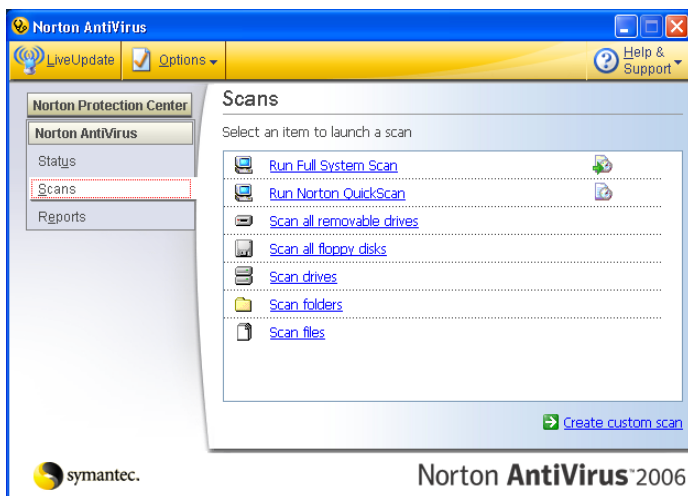 Norton AntiVirus
LiveUpdate
Options
Help &
Support
Norton Protection Center
Norton AntiVirus
Status
Scans
Reports
Scans
Select an item to launch a scan
Run Full System Scan
Run Norton QuickScan
Scan all removable drives
Scan all floppy disks
Scan drives
Scan folders
Scan files
Create custom scan
symantec.
Norton AntiVirus™2006